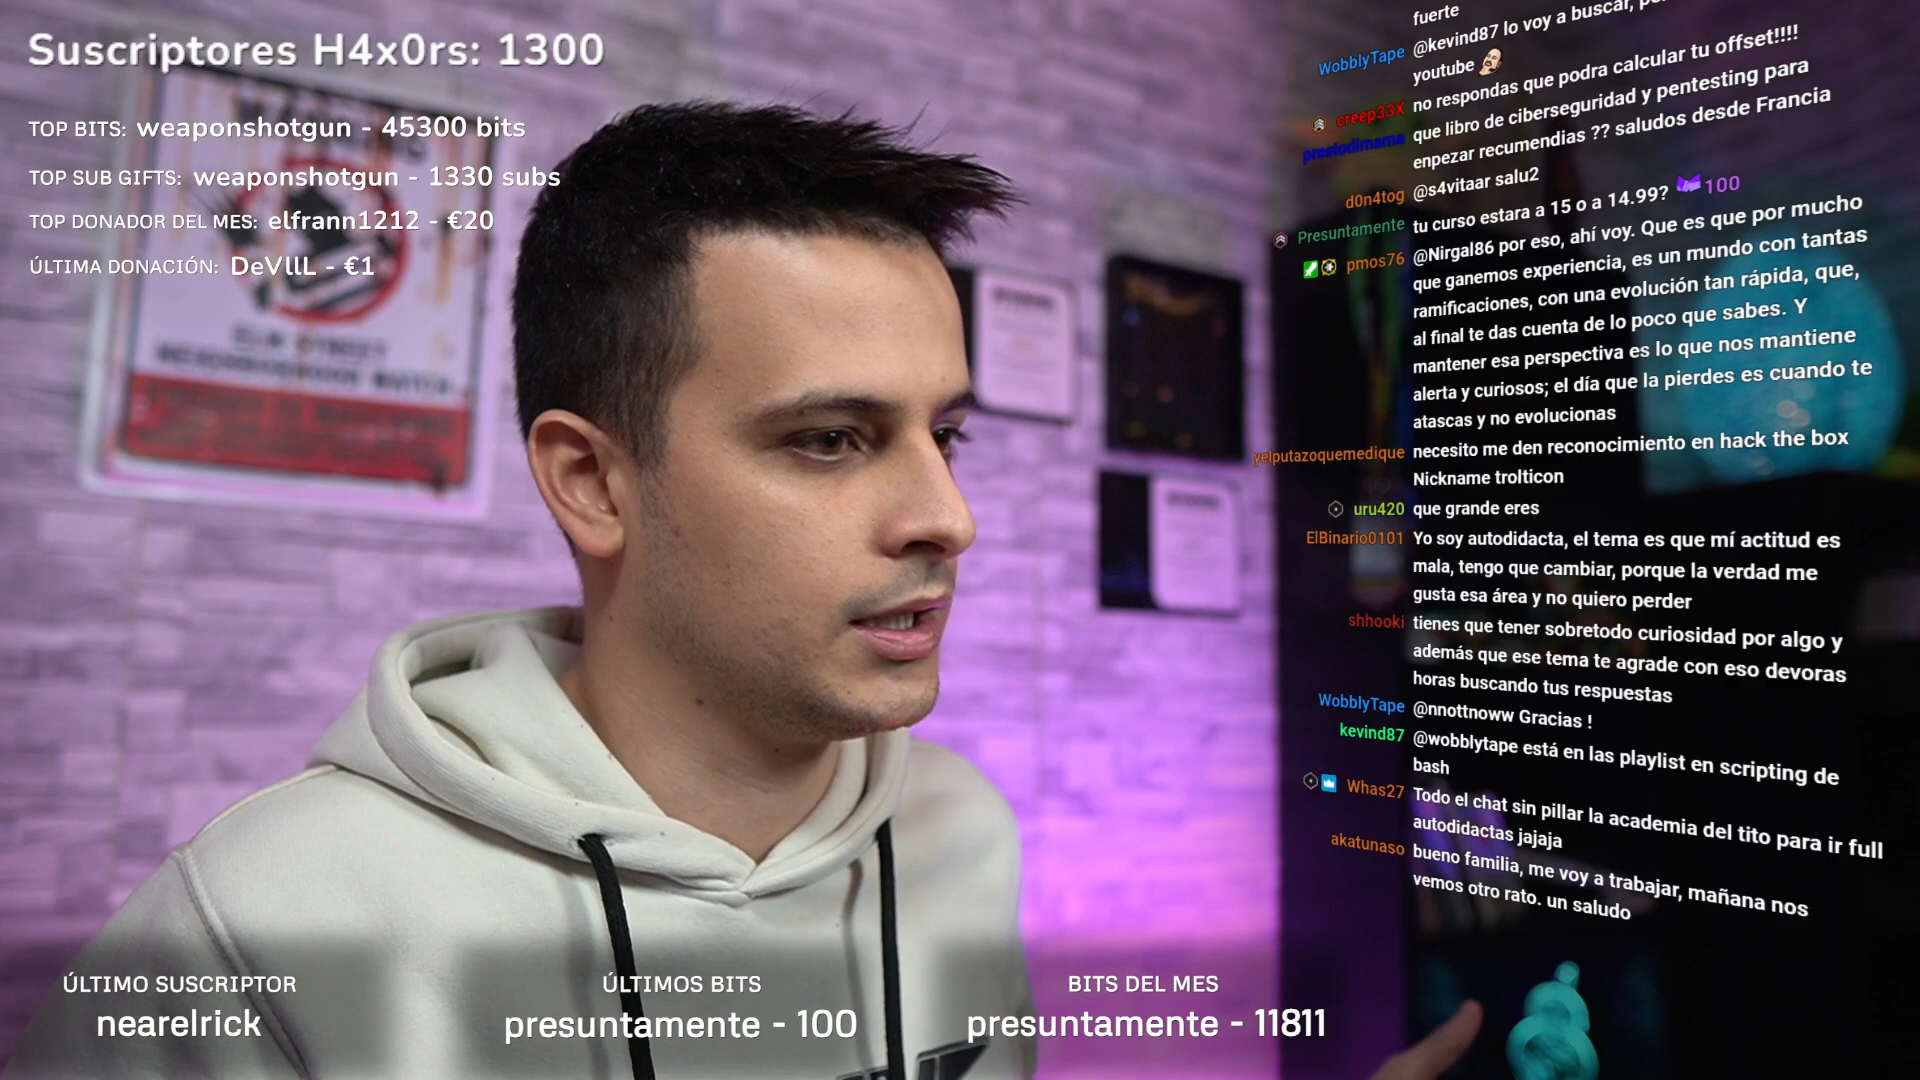 Suscriptores H4x0rs: 1300
TOP BITS: weaponshotgun - 45300 bits
TOP SUB GIFTS: weaponshotgun - 1330 subs
TOP DONADOR DEL MES: elfrann1212 - €20
ÚLTIMA DONACIÓN: DeVllL - €1
ELM STREET
NEIGHBORHOOD WATCH
fuerte
WobblyTape @kevind87 lo voy a buscar,
youtube
creep33X no respondas que podra calcular tu offset!!!!
prestodimama que libro de ciberseguridad y pentesting para
enpezar recumendias ?? saludos desde Francia
d0n4tog @s4vitaar salu2
Presuntamente tu curso estara a 15 o a 14.99? 100
pmos76 @Nirgal86 por eso, ahí voy. Que es que por mucho
que ganemos experiencia, es un mundo con tantas
ramificaciones, con una evolución tan rápida, que,
al final te das cuenta de lo poco que sabes. Y
mantener esa perspectiva es lo que nos mantiene
alerta y curiosos; el día que la pierdes es cuando te
atascas y no evolucionas
yelputazoquemedique necesito me den reconocimiento en hack the box
Nickname trolticon
uru420 que grande eres
ElBinario0101 Yo soy autodidacta, el tema es que mí actitud es
mala, tengo que cambiar, porque la verdad me
gusta esa área y no quiero perder
shhooki tienes que tener sobretodo curiosidad por algo y
además que ese tema te agrade con eso devoras
horas buscando tus respuestas
WobblyTape @nnottnoww Gracias !
kevind87 @wobblytape está en las playlist en scripting de
bash
Whas27 Todo el chat sin pillar la academia del tito para ir full
autodidactas jajaja
akatunaso bueno familia, me voy a trabajar, mañana nos
vemos otro rato. un saludo
ÚLTIMO SUSCRIPTOR
nearelrick
ÚLTIMOS BITS
presuntamente - 100
BITS DEL MES
presuntamente - 11811